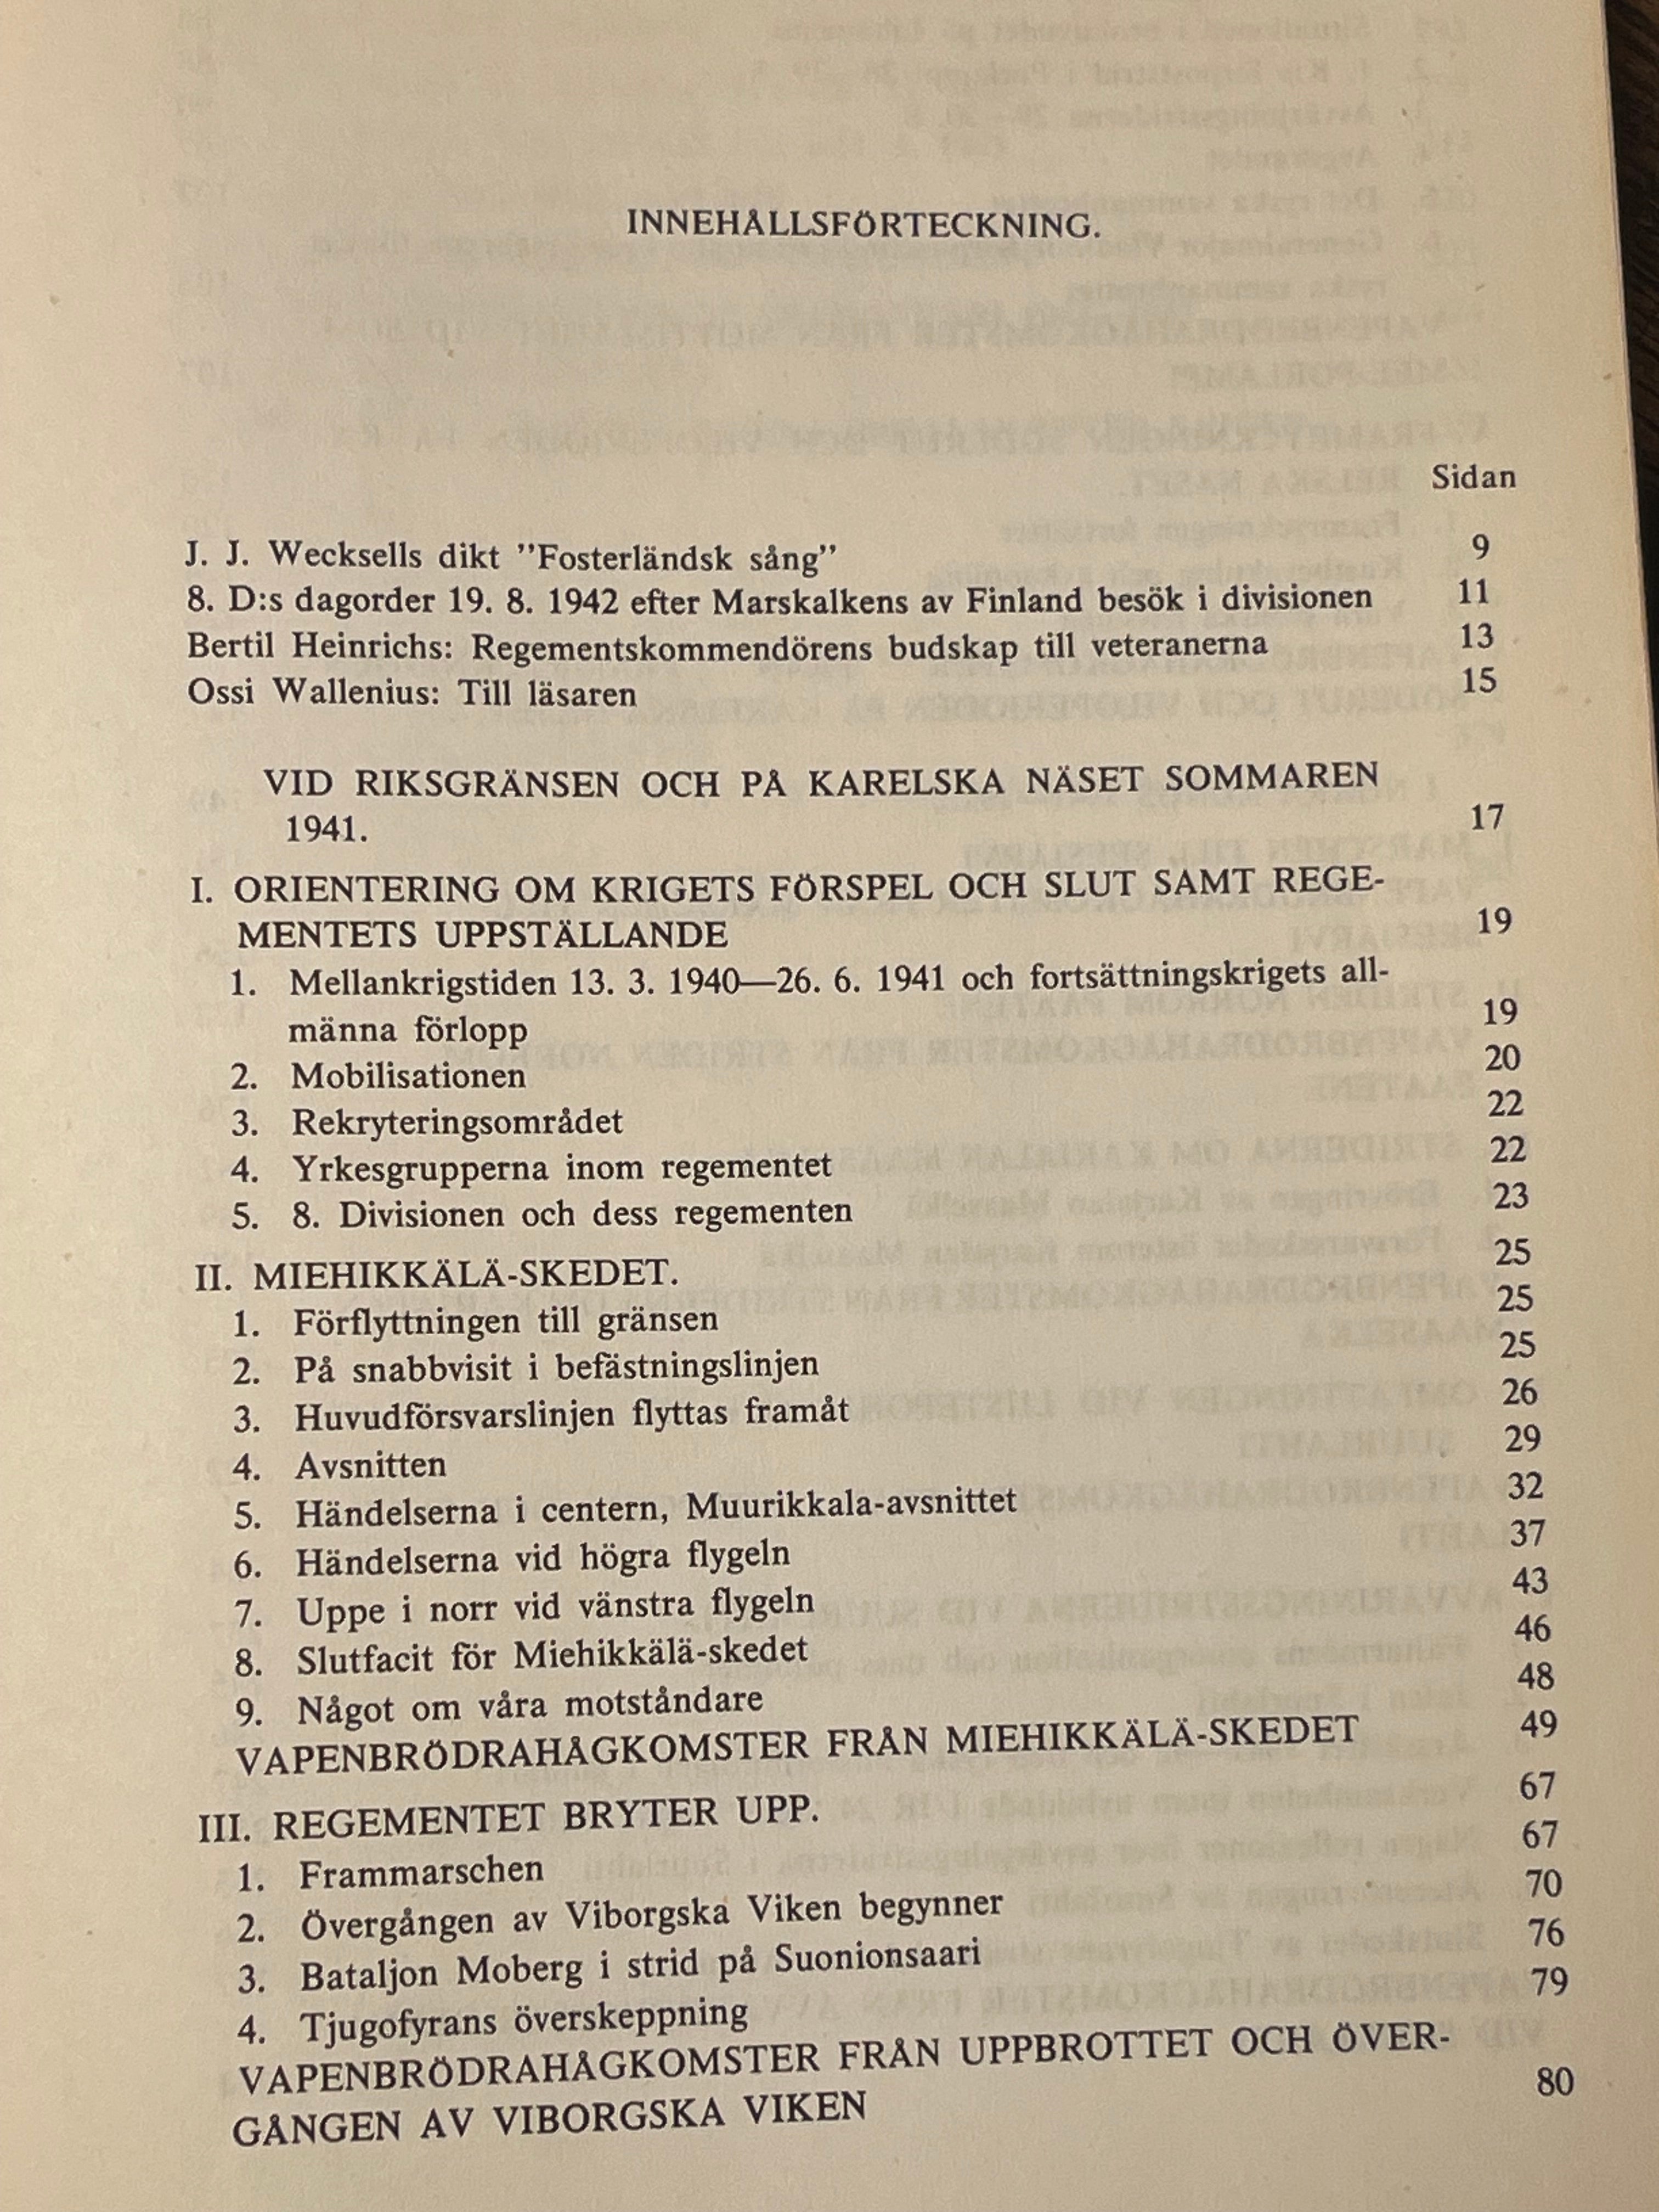 INNEHÅLLSFÖRTECKNING.
Sidan
J. J. Wecksells dikt ”Fosterländsk sång” 9
8. D:s dagorder 19. 8. 1942 efter Marskalkens av Finland besök i divisionen 11
Bertil Heinrichs: Regementskommendörens budskap till veteranerna 13
Ossi Wallenius: Till läsaren 15
VID RIKSGRÄNSEN OCH PÅ KARELSKA NÄSET SOMMAREN
1941. 17
I. ORIENTERING OM KRIGETS FÖRSPEL OCH SLUT SAMT REGE-
MENTETS UPPSTÄLLANDE 19
1. Mellankrigstiden 13. 3. 1940—26. 6. 1941 och fortsättningskrigets all-
männa förlopp 19
2. Mobilisationen 20
3. Rekryteringsområdet 22
4. Yrkesgrupperna inom regementet 22
5. 8. Divisionen och dess regementen 23
II. MIEHIKKÄLÄ-SKEDET. 25
1. Förflyttningen till gränsen 25
2. På snabbvisit i befästningslinjen 25
3. Huvudförsvarslinjen flyttas framåt 26
4. Avsnitten 29
5. Händelserna i centern, Muurikkala-avsnittet 32
6. Händelserna vid högra flygeln 37
7. Uppe i norr vid vänstra flygeln 43
8. Slutfacit för Miehikkälä-skedet 46
9. Något om våra motståndare 48
VAPENBRÖDRAHÅGKOMSTER FRÅN MIEHIKKÄLÄ-SKEDET 49
III. REGEMENTET BRYTER UPP. 67
1. Frammarschen 67
2. Övergången av Viborgska Viken begynner 70
3. Bataljon Moberg i strid på Suonionsaari 76
4. Tjugofyrans överskeppning 79
VAPENBRÖDRAHÅGKOMSTER FRÅN UPPBROTTET OCH ÖVER-
GÅNGEN AV VIBORGSKA VIKEN 80